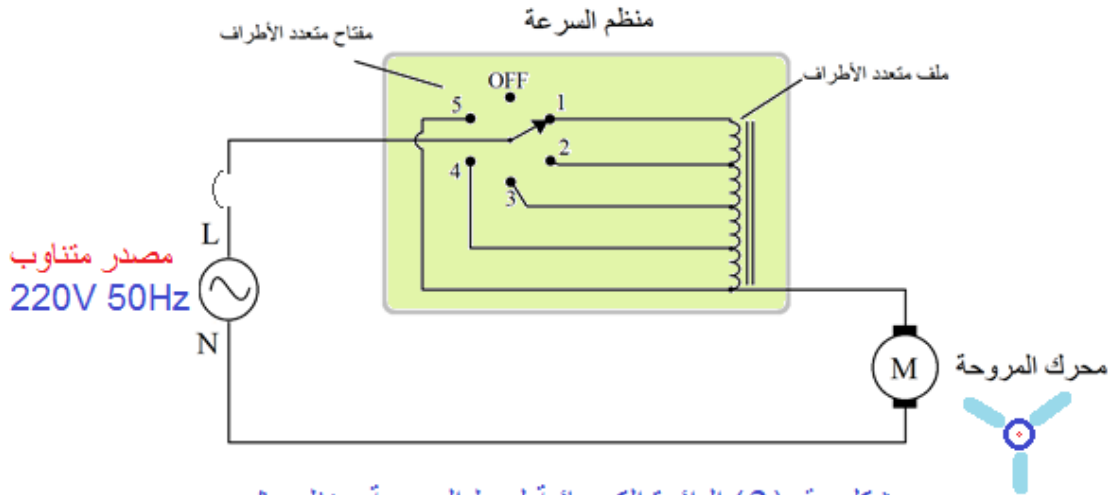 منظم السرعة
مفتاح متعدد الأطراف
ملف متعدد الأطراف
OFF
5
1
2
4
3
L
مصدر متناوب
220V 50Hz
N
M
محرك المروحة